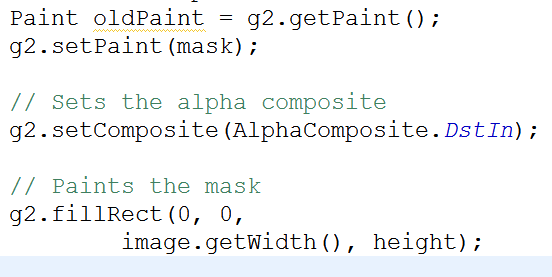 Paint oldPaint = g2.getPaint();
g2.setPaint(mask);
// Sets the alpha composite
g2.setComposite(AlphaComposite.DstIn);
// Paints the mask
g2.fillRect(0, 0,
image.getWidth(), height);